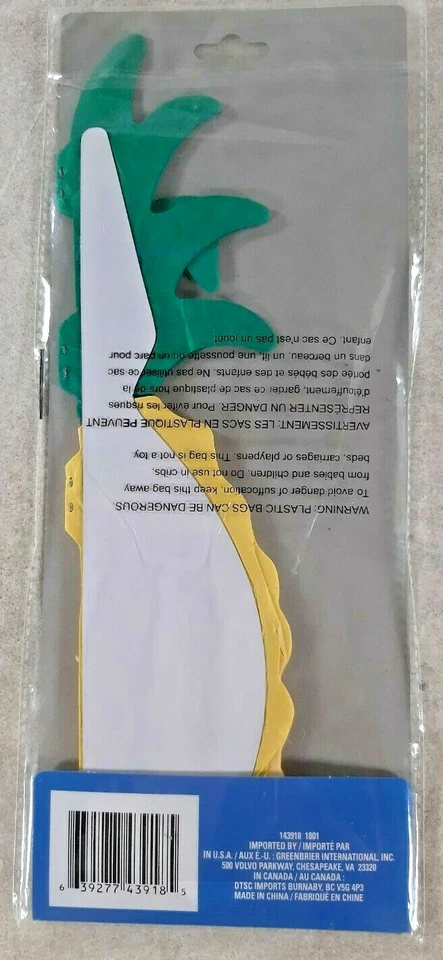 WARNING: PLASTIC BAGS CAN BE DANGEROUS.
To avoid danger of suffocation, keep this bag away
from babies and children. Do not use in cribs,
beds, carriages, or playpens. This bag is not a toy.
AVERTISSEMENT: LES SACS EN PLASTIQUE PEUVENT
REPRÉSENTER UN DANGER. Pour éviter les risques
d'étouffement, garder ce sac de plastique hors de la
portée des bébés et des enfants. Ne pas utiliser ce sac
dans un berceau, un lit, une poussette ou un parc pour
enfant. Ce sac n'est pas un jouet.
143918 1801
IMPORTED BY / IMPORTÉ PAR
IN U.S.A. / AUX E.-U. : GREENBRIER INTERNATIONAL, INC.
500 VOLVO PARKWAY, CHESAPEAKE, VA 23320
IN CANADA / AU CANADA :
DTSC IMPORTS BURNABY, BC V5G 4P3
MADE IN CHINA / FABRIQUÉ EN CHINE
6 39277 43918 5